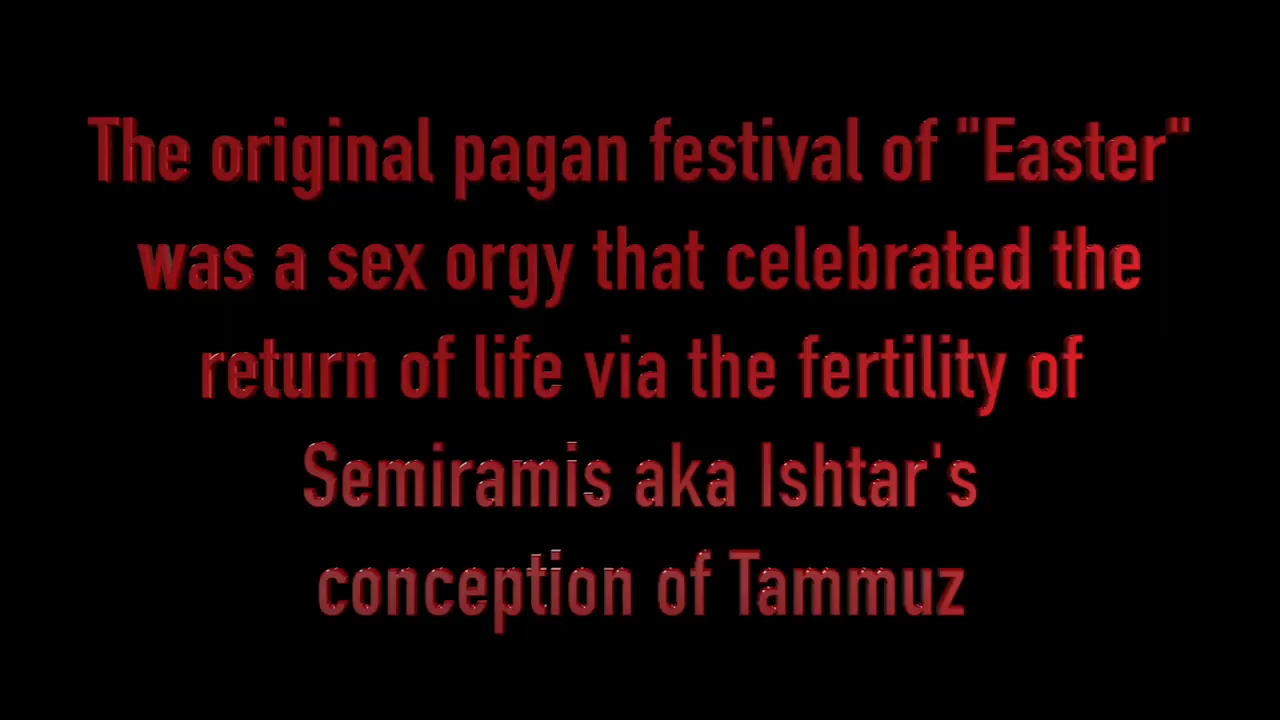 The original pagan festival of "Easter"
was a sex orgy that celebrated the
return of life via the fertility of
Semiramis aka Ishtar's
conception of Tammuz